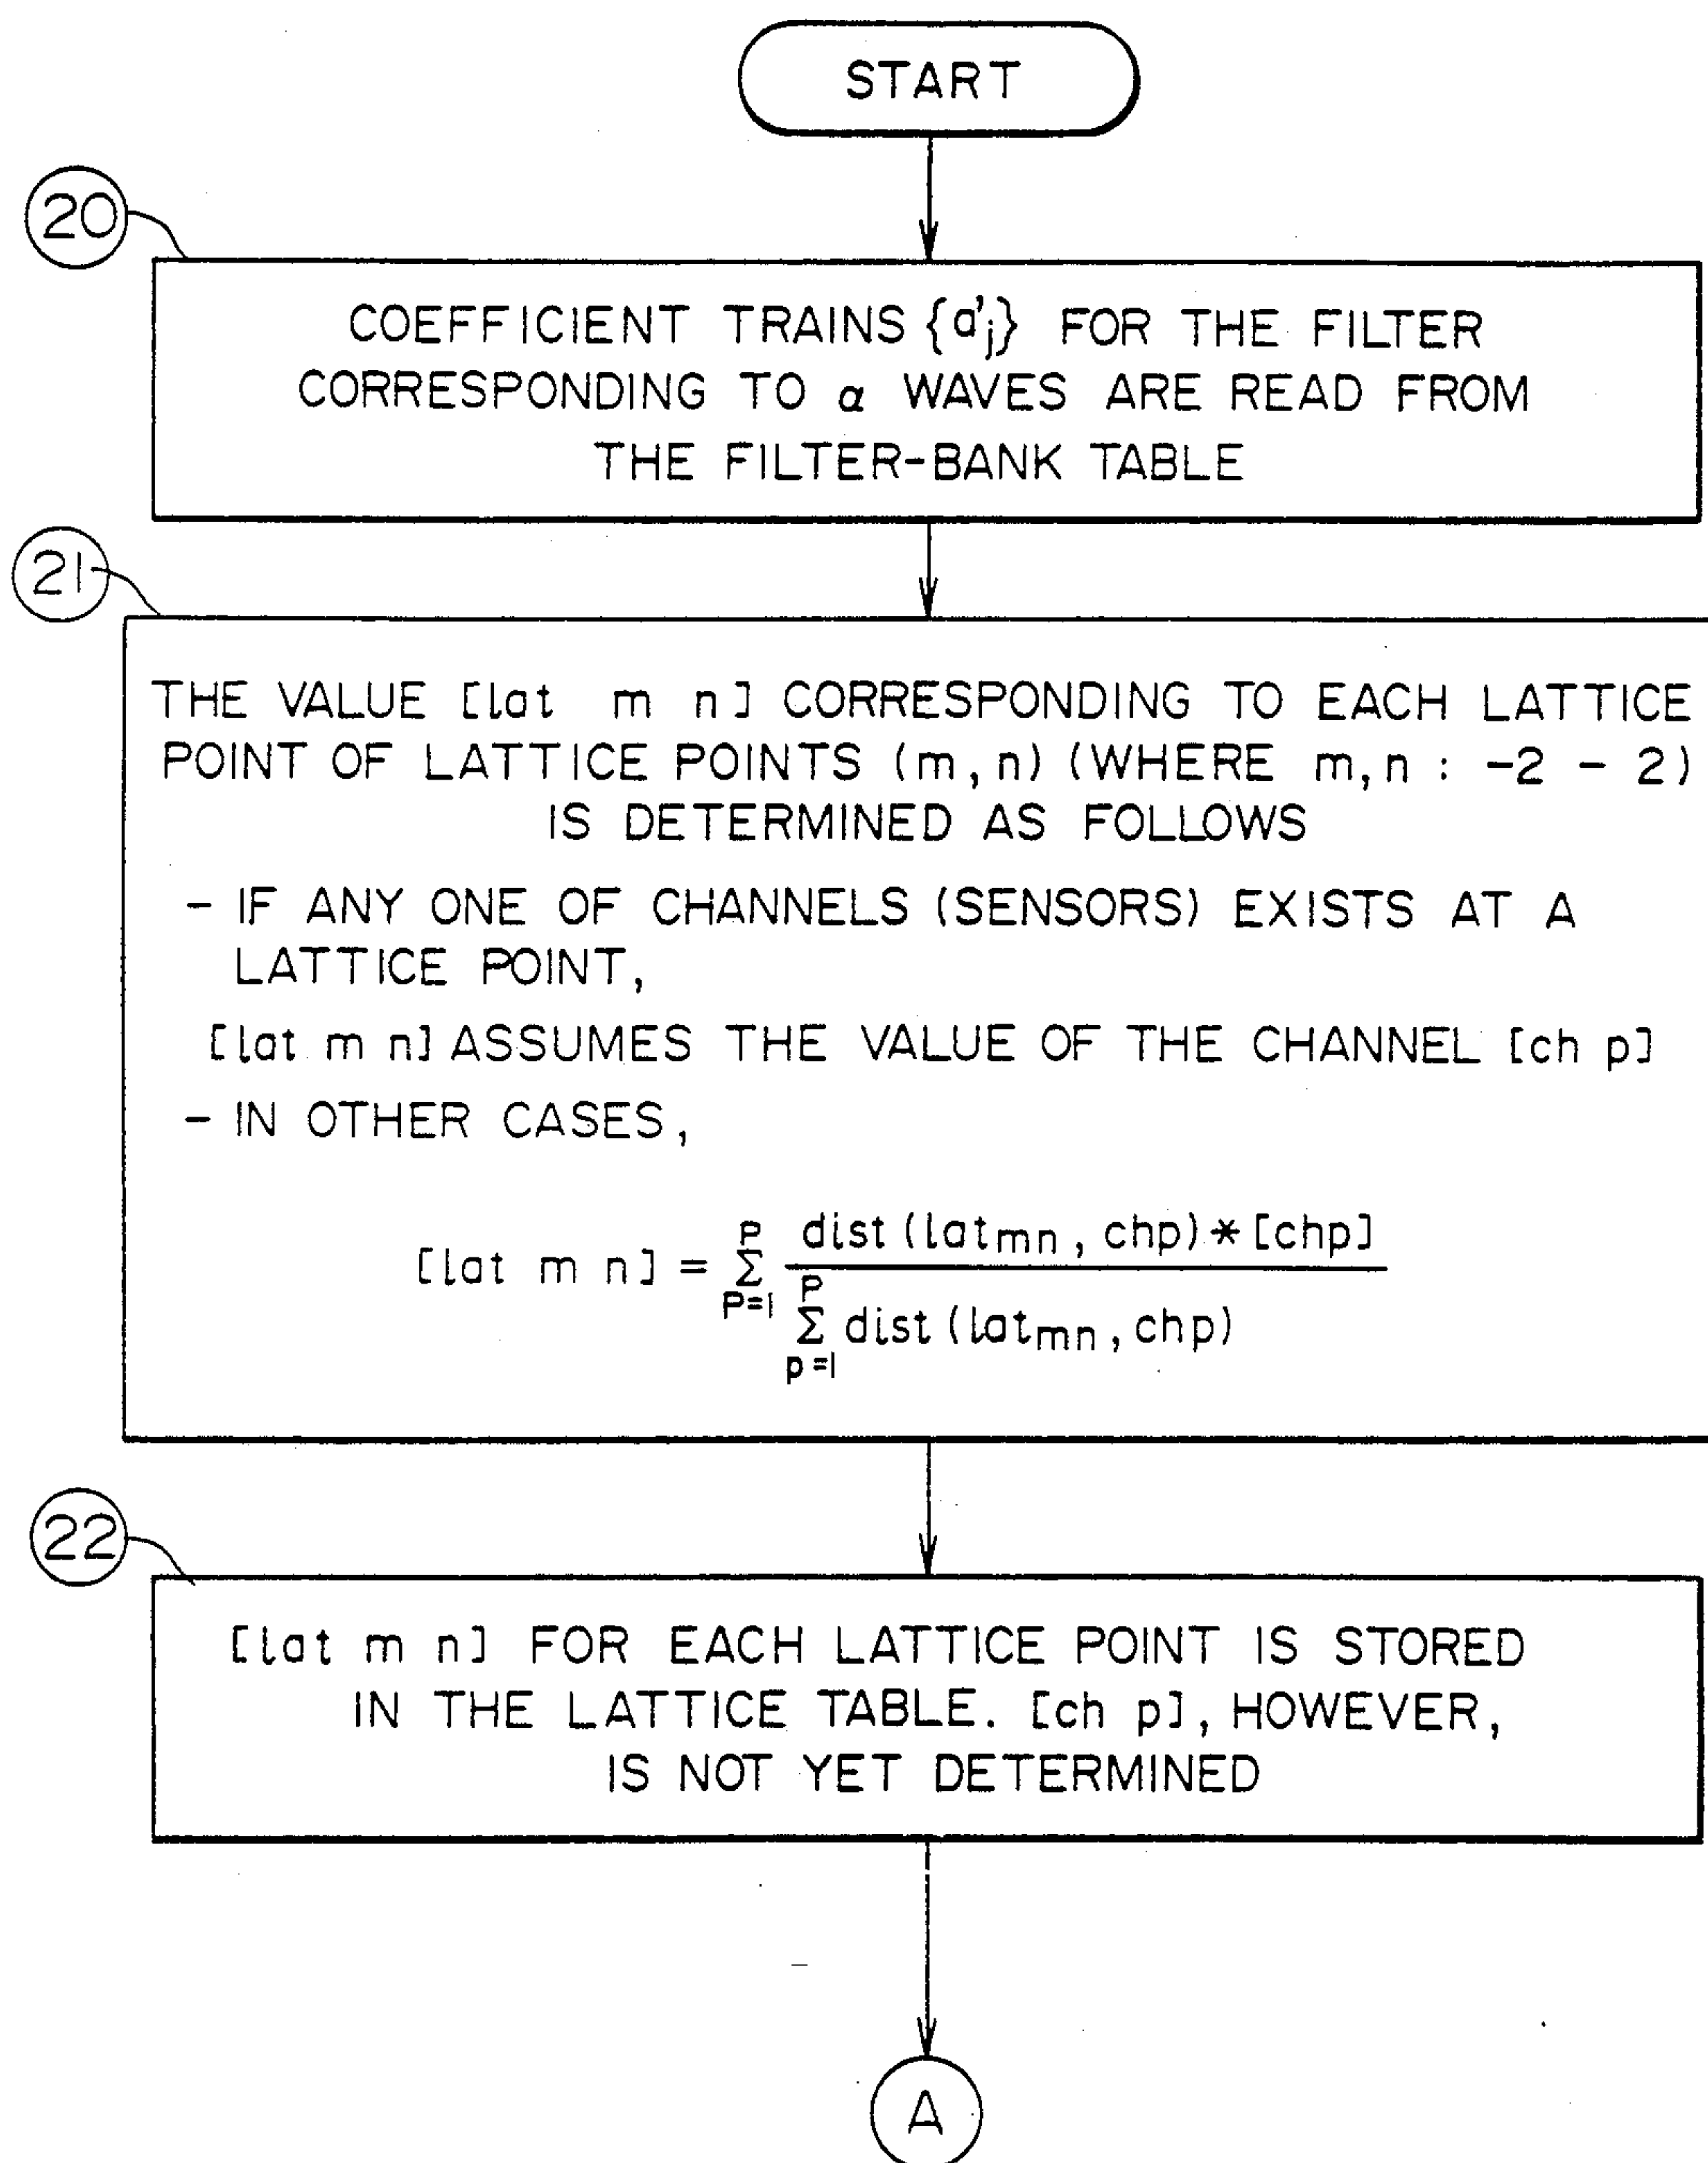 START
20
COEFFICIENT TRAINS {a'j} FOR THE FILTER
CORRESPONDING TO α WAVES ARE READ FROM
THE FILTER-BANK TABLE
21
THE VALUE [lat m n] CORRESPONDING TO EACH LATTICE
POINT OF LATTICE POINTS (m,n) (WHERE m,n : -2 - 2)
IS DETERMINED AS FOLLOWS
- IF ANY ONE OF CHANNELS (SENSORS) EXISTS AT A
LATTICE POINT,
[lat m n] ASSUMES THE VALUE OF THE CHANNEL [ch p]
- IN OTHER CASES,
[lat m n] = P Σ P=1 dist (latmn, chp) * [chp]
P Σ p=1 dist (latmn, chp)
22
[lat m n] FOR EACH LATTICE POINT IS STORED
IN THE LATTICE TABLE. [ch p], HOWEVER,
IS NOT YET DETERMINED
A